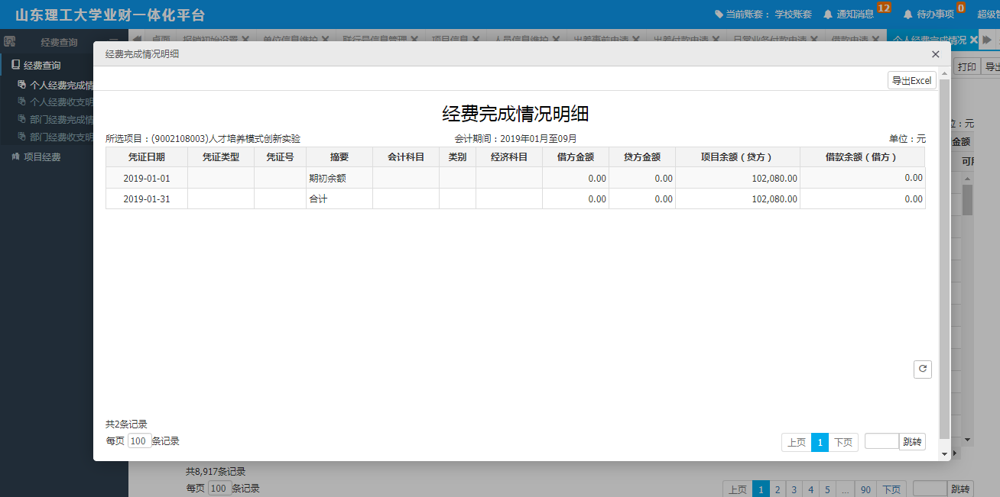 山东理工大学业财一体化平台
当前账套： 学校账套 通知消息 12 待办事项 0 超级管
经费查询
桌面 报销初始设置 单位信息维护 联行号信息管理 项目信息 人员信息维护 出差事前申请 出差付款申请 日常业务付款申请 借款申请 个人经费完成情况
经费查询
个人经费完成情
个人经费收支明
部门经费完成情
部门经费收支明
项目经费
打印 导出
位：元
金额
可用
经费完成情况明细
导出Excel
经费完成情况明细
所选项目：(9002108003)人才培养模式创新实验 会计期间：2019年01月至09月 单位：元
凭证日期 凭证类型 凭证号 摘要 会计科目 类别 经济科目 借方金额 贷方金额 项目余额（贷方） 借款余额（借方）
2019-01-01 期初余额 0.00 0.00 102,080.00 0.00
2019-01-31 合计 0.00 0.00 102,080.00 0.00
共2条记录
每页 100 条记录 上页 1 下页 跳转
共8,917条记录
每页 100 条记录 上页 1 2 3 4 5 ... 90 下页 跳转